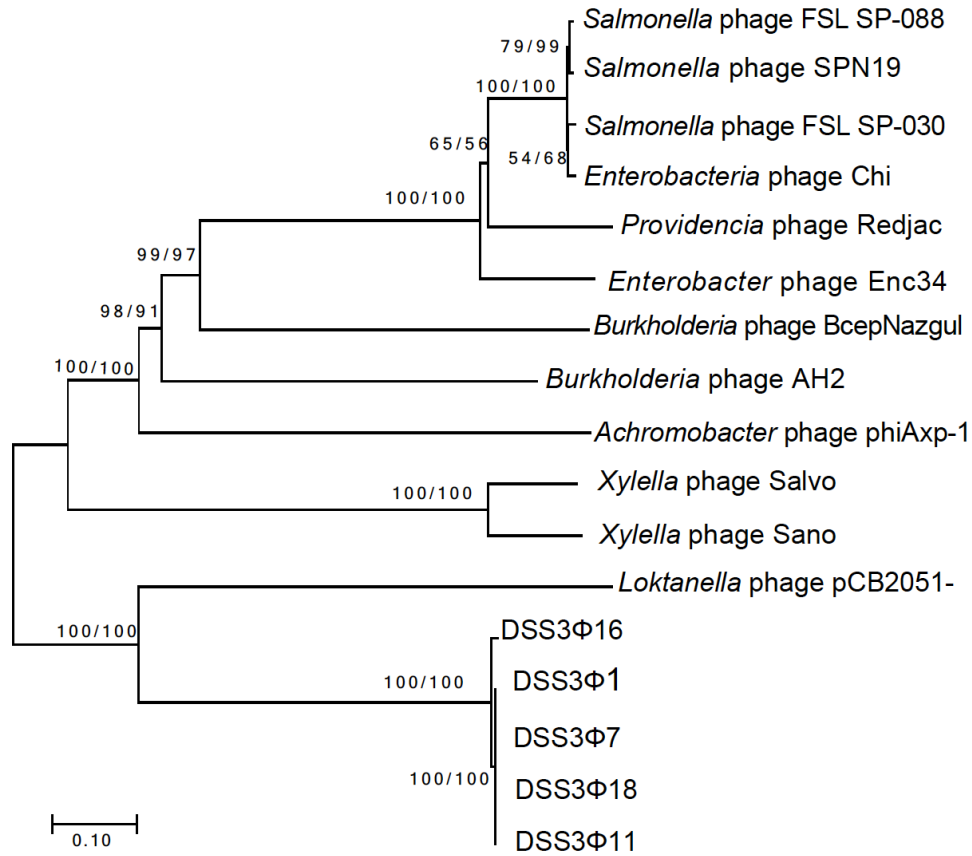 Salmonella phage FSL SP-088
79/99
Salmonella phage SPN19
100/100
Salmonella phage FSL SP-030
65/56
54/68
Enterobacteria phage Chi
100/100
Providencia phage Redjac
99/97
Enterobacter phage Enc34
98/91
Burkholderia phage BcepNazgul
100/100
Burkholderia phage AH2
Achromobacter phage phiAxp-1
100/100
Xylella phage Salvo
Xylella phage Sano
Loktanella phage pCB2051-
100/100
DSS3Φ16
100/100
DSS3Φ1
DSS3Φ7
100/100
DSS3Φ18
DSS3Φ11
0.10